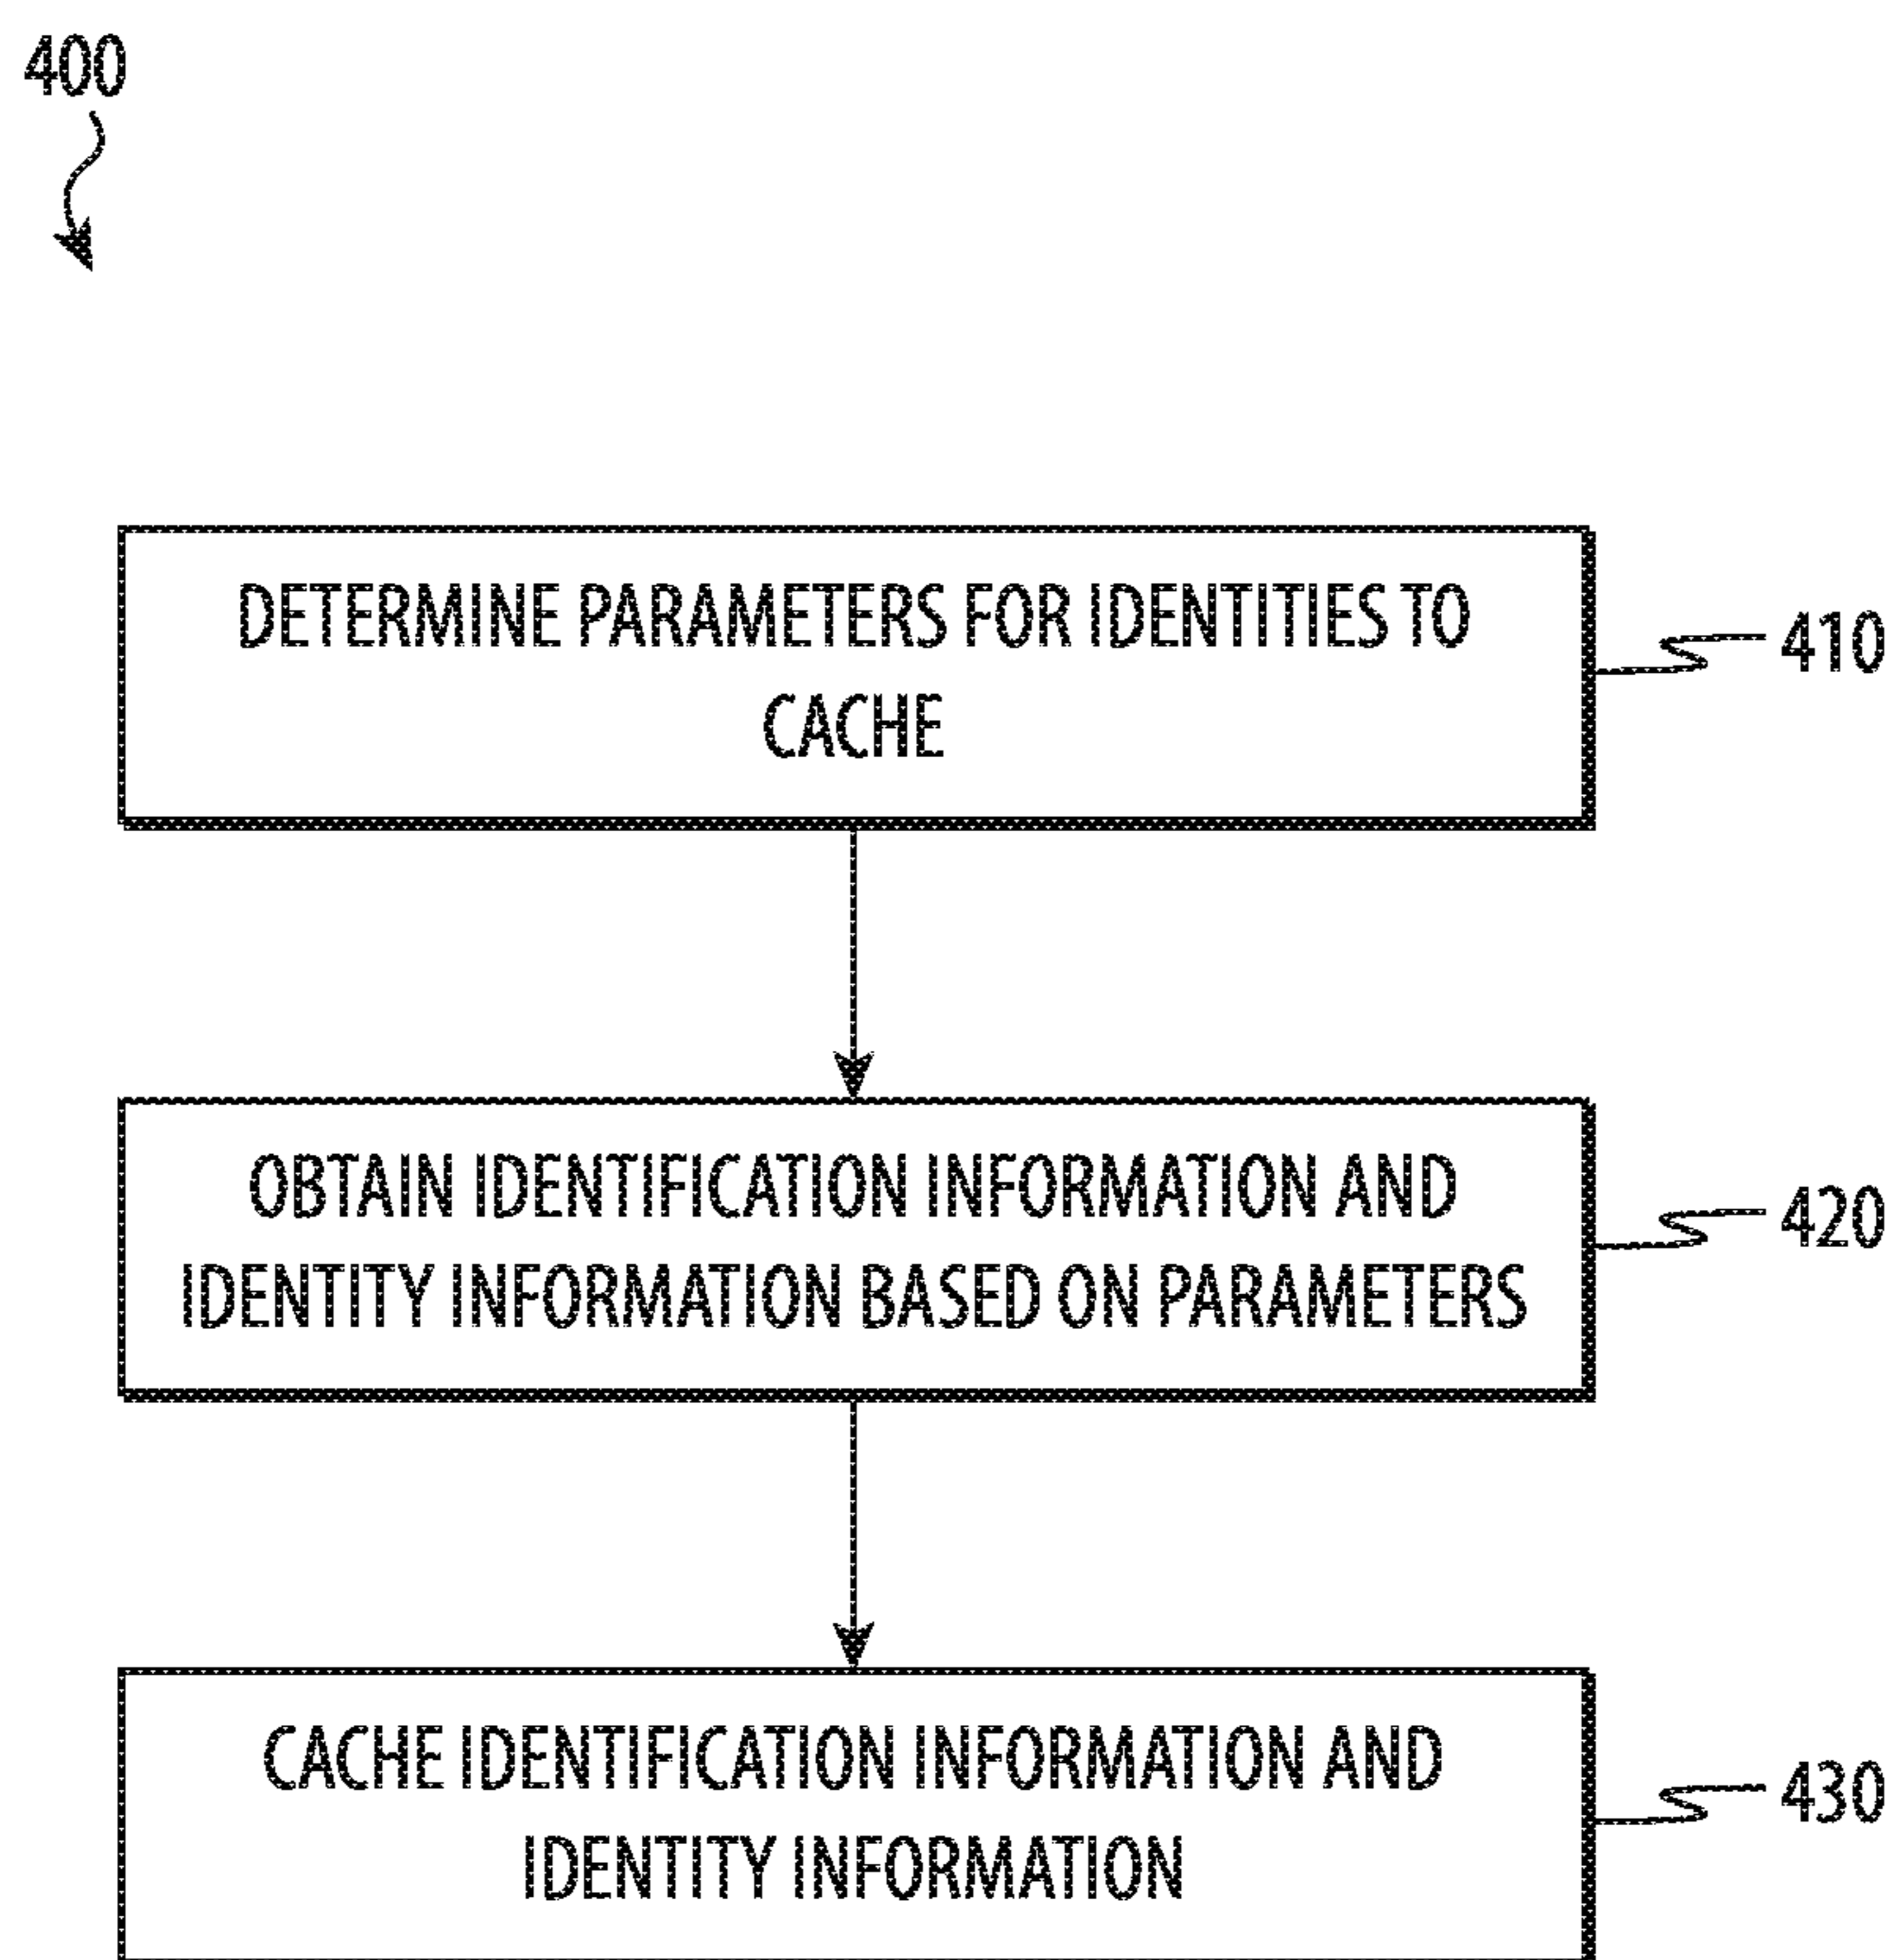 400
DETERMINE PARAMETERS FOR IDENTITIES TO
CACHE
410
OBTAIN IDENTIFICATION INFORMATION AND
IDENTITY INFORMATION BASED ON PARAMETERS
420
CACHE IDENTIFICATION INFORMATION AND
IDENTITY INFORMATION
430